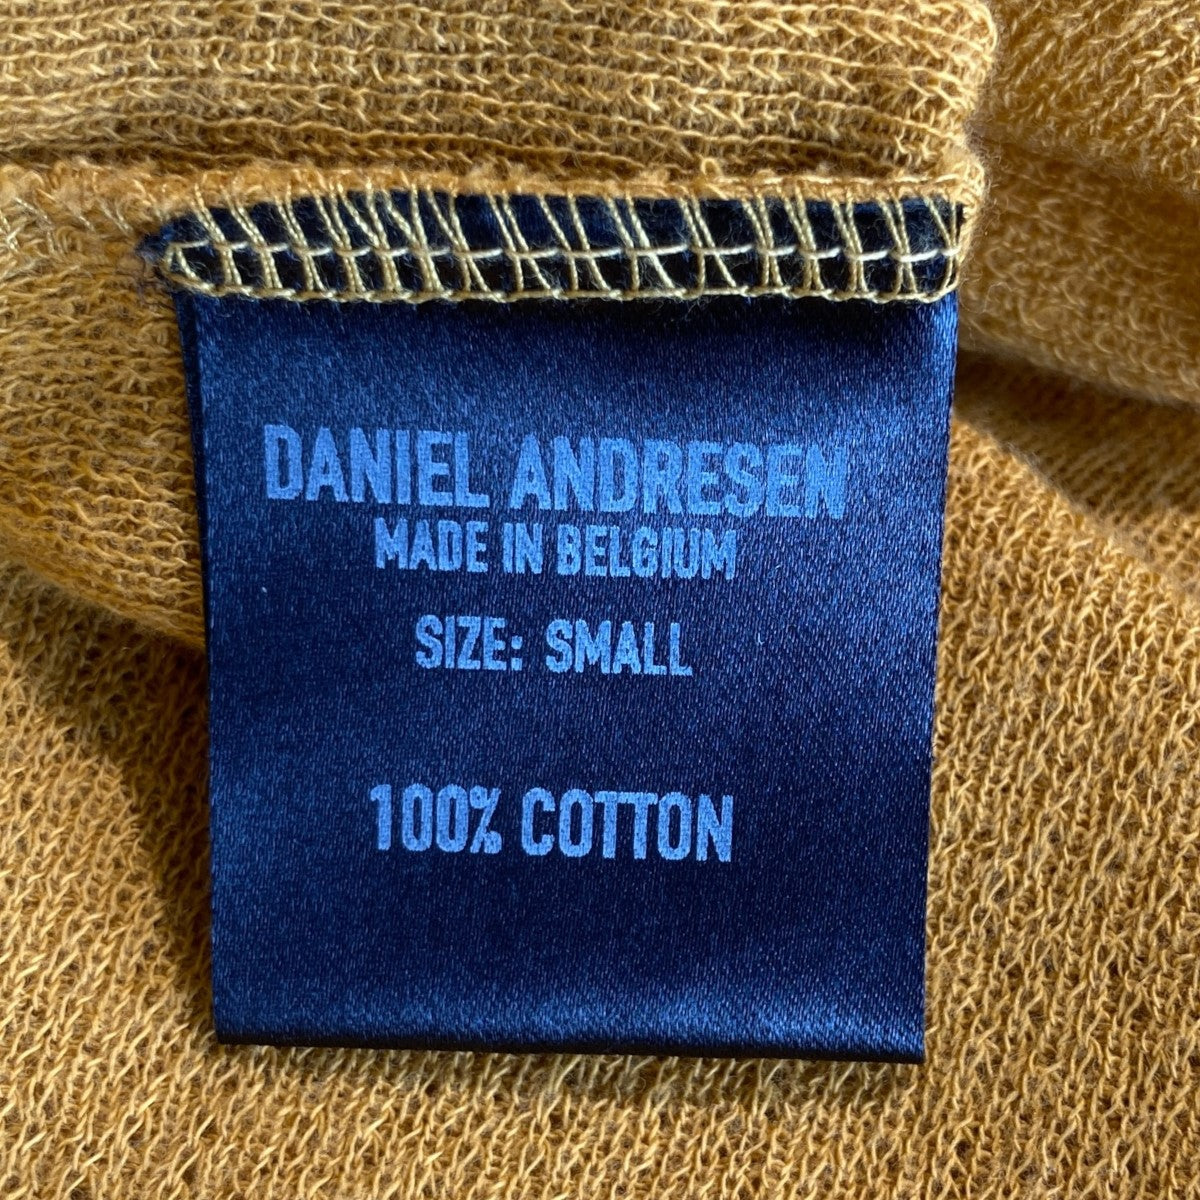 DANIEL ANDRESEN
MADE IN BELGIUM
SIZE: SMALL
100% COTTON